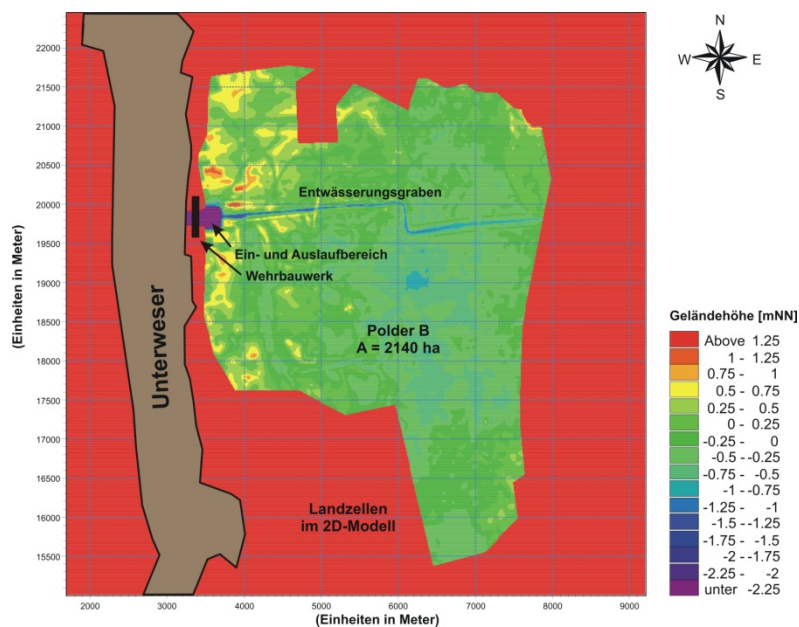 N
W E
S
(Einheiten in Meter)
22000
21500
21000
20500
20000
19500
19000
18500
18000
17500
17000
16500
16000
15500
Unterweser
Entwässerungsgraben
Ein- und Auslaufbereich
Wehrbauwerk
Polder B
A = 2140 ha
Landzellen
im 2D-Modell
2000 3000 4000 5000 6000 7000 8000 9000
(Einheiten in Meter)
Geländehöhe [mNN]
Above 1.25
1 - 1.25
0.75 - 1
0.5 - 0.75
0.25 - 0.5
0 - 0.25
-0.25 - 0
-0.5 - -0.25
-0.75 - -0.5
-1 - -0.75
-1.25 - -1
-1.5 - -1.25
-1.75 - -1.5
-2 - -1.75
-2.25 - -2
unter -2.25